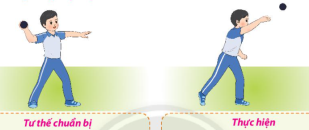 Tư thế chuẩn bị
Thực hiện